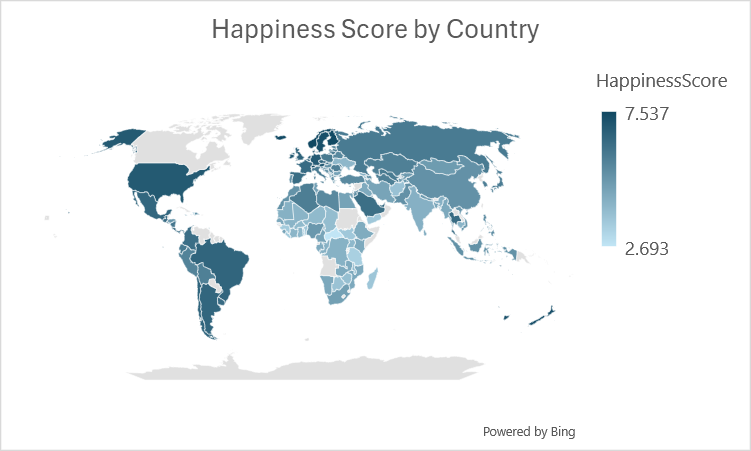 Happiness Score by Country
HappinessScore
7.537
2.693
Powered by Bing